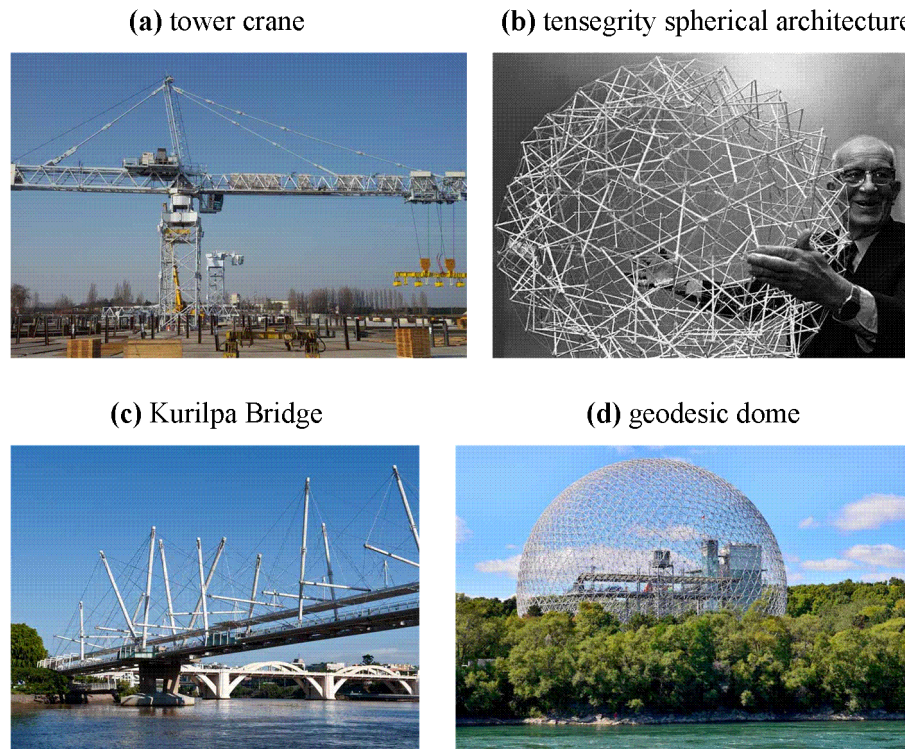 (a) tower crane
(b) tensegrity spherical architecture
(c) Kurilpa Bridge
(d) geodesic dome